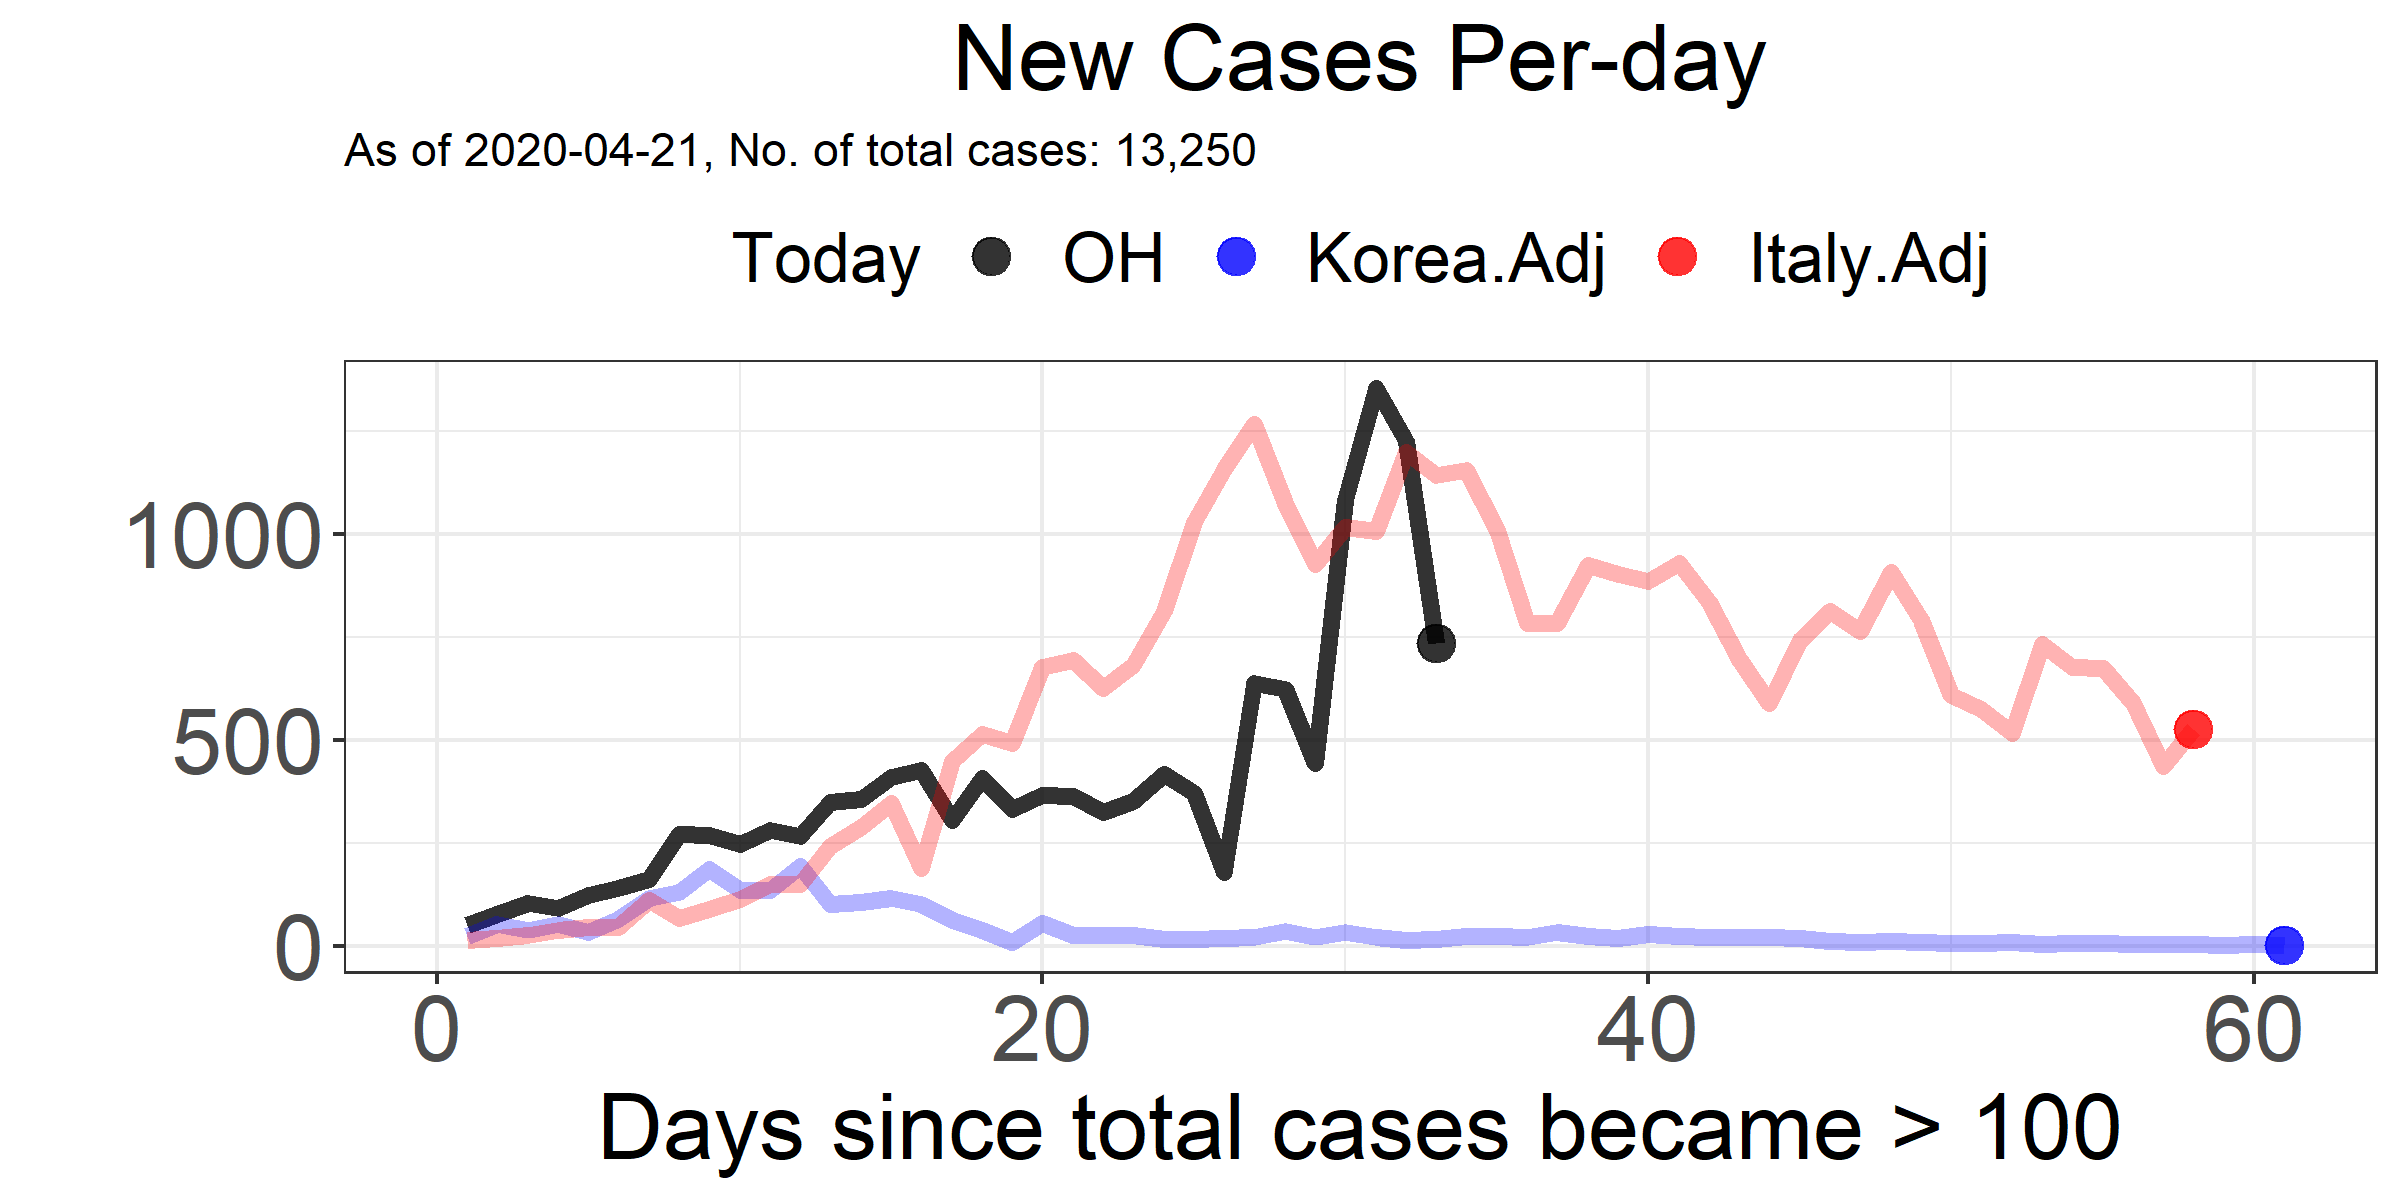 New Cases Per-day
As of 2020-04-21, No. of total cases: 13,250
Today OH Korea.Adj Italy.Adj
1000
500
0
0 20 40 60
Days since total cases became > 100